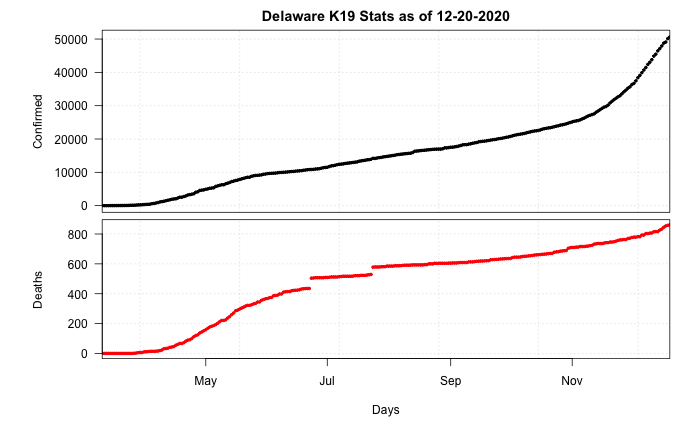 Delaware K19 Stats as of 12-20-2020
50000
40000
30000
20000
10000
0
Confirmed
800
600
400
200
0
Deaths
May Jul Sep Nov
Days